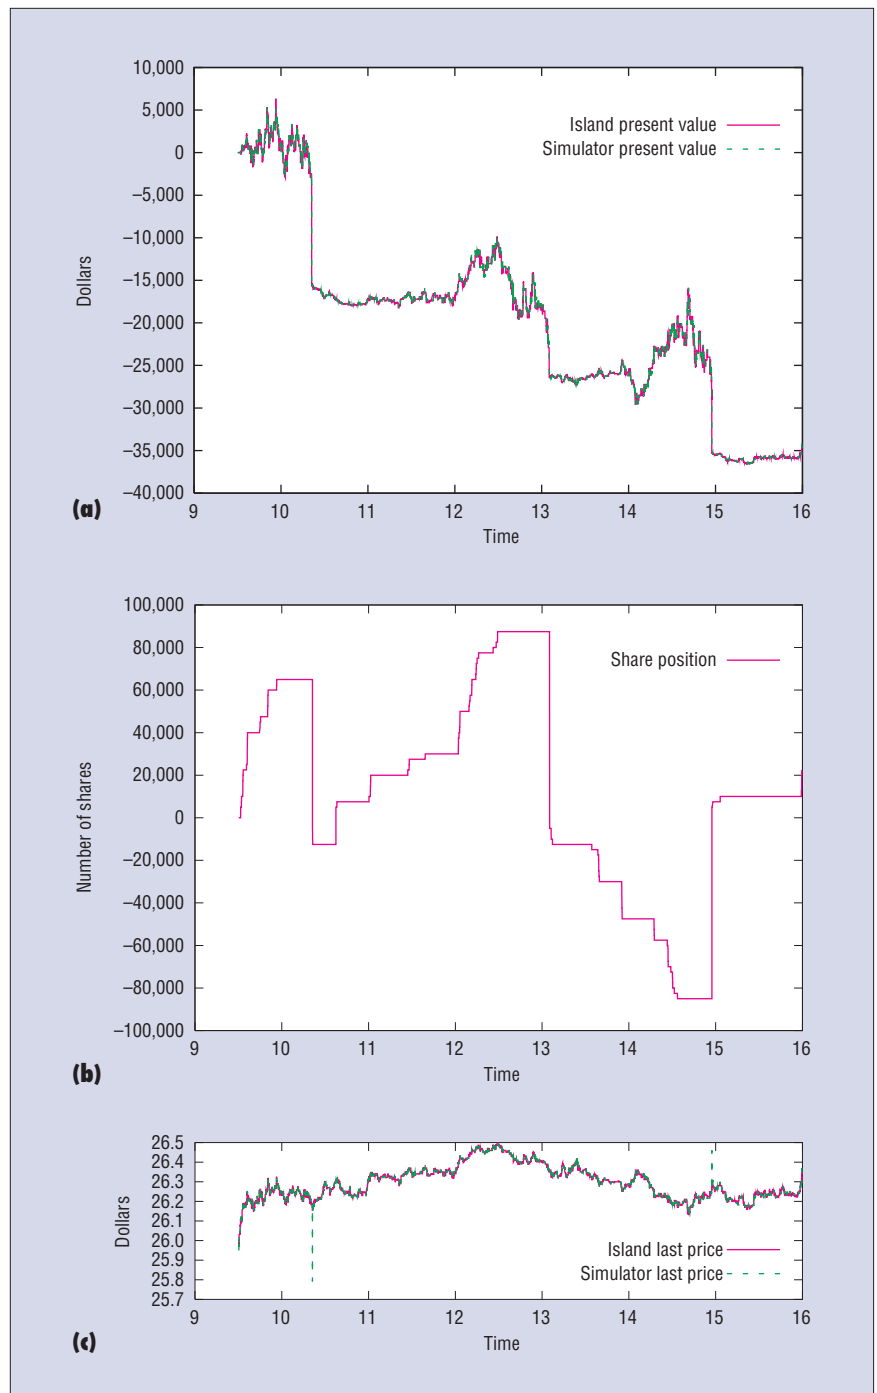 10,000
5,000
0
–5,000
–10,000
–15,000
–20,000
–25,000
–30,000
–35,000
–40,000
Dollars
Island present value
Simulator present value
9 10 11 12 13 14 15 16
Time
(a)
100,000
80,000
60,000
40,000
20,000
0
–20,000
–40,000
–60,000
–80,000
–100,000
Number of shares
Share position
9 10 11 12 13 14 15 16
Time
(b)
26.5
26.4
26.3
26.2
26.1
26.0
25.9
25.8
25.7
Dollars
Island last price
Simulator last price
9 10 11 12 13 14 15 16
Time
(c)